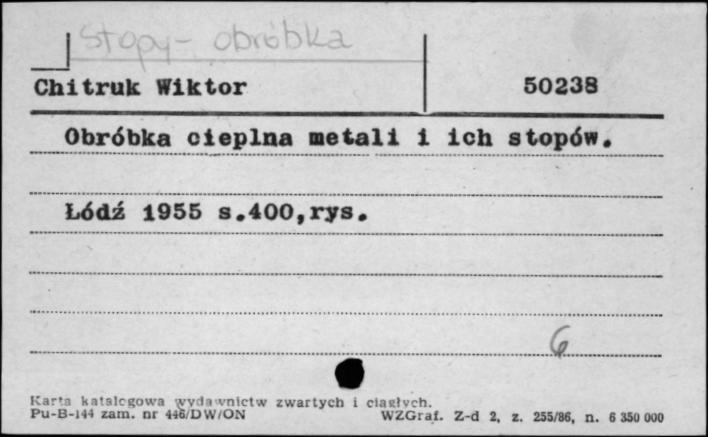 Stopy - obróbka
Chitruk Wiktor 50238
Obróbka cieplna metali i ich stopów.
Łódź 1955 s.400,rys.
6
Karta katalogowa wydawnictw zwartych i ciągłych.
Pu-B-144 zam. nr 446/DW/ON WZGraf. Z-d 2, z. 255/86, n. 6 350 000